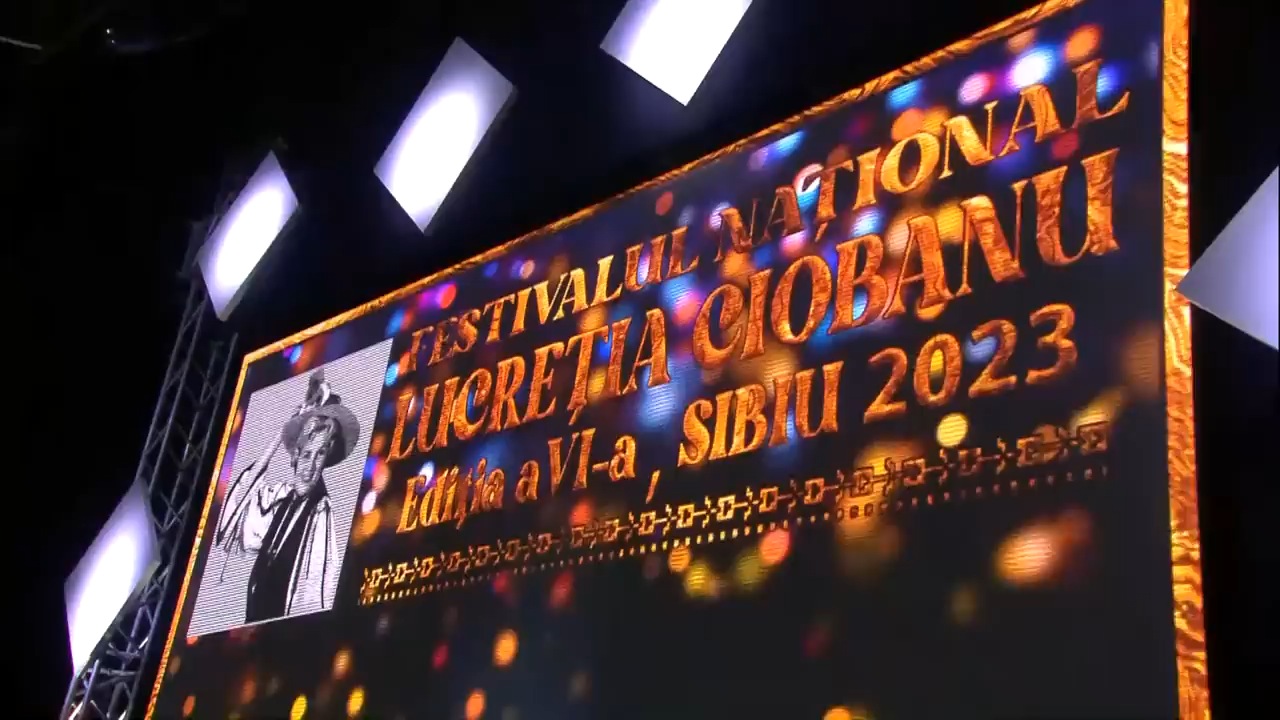 FESTIVALUL NAȚIONAL
LUCREȚIA CIOBANU
Ediția a VI-a , SIBIU 2023